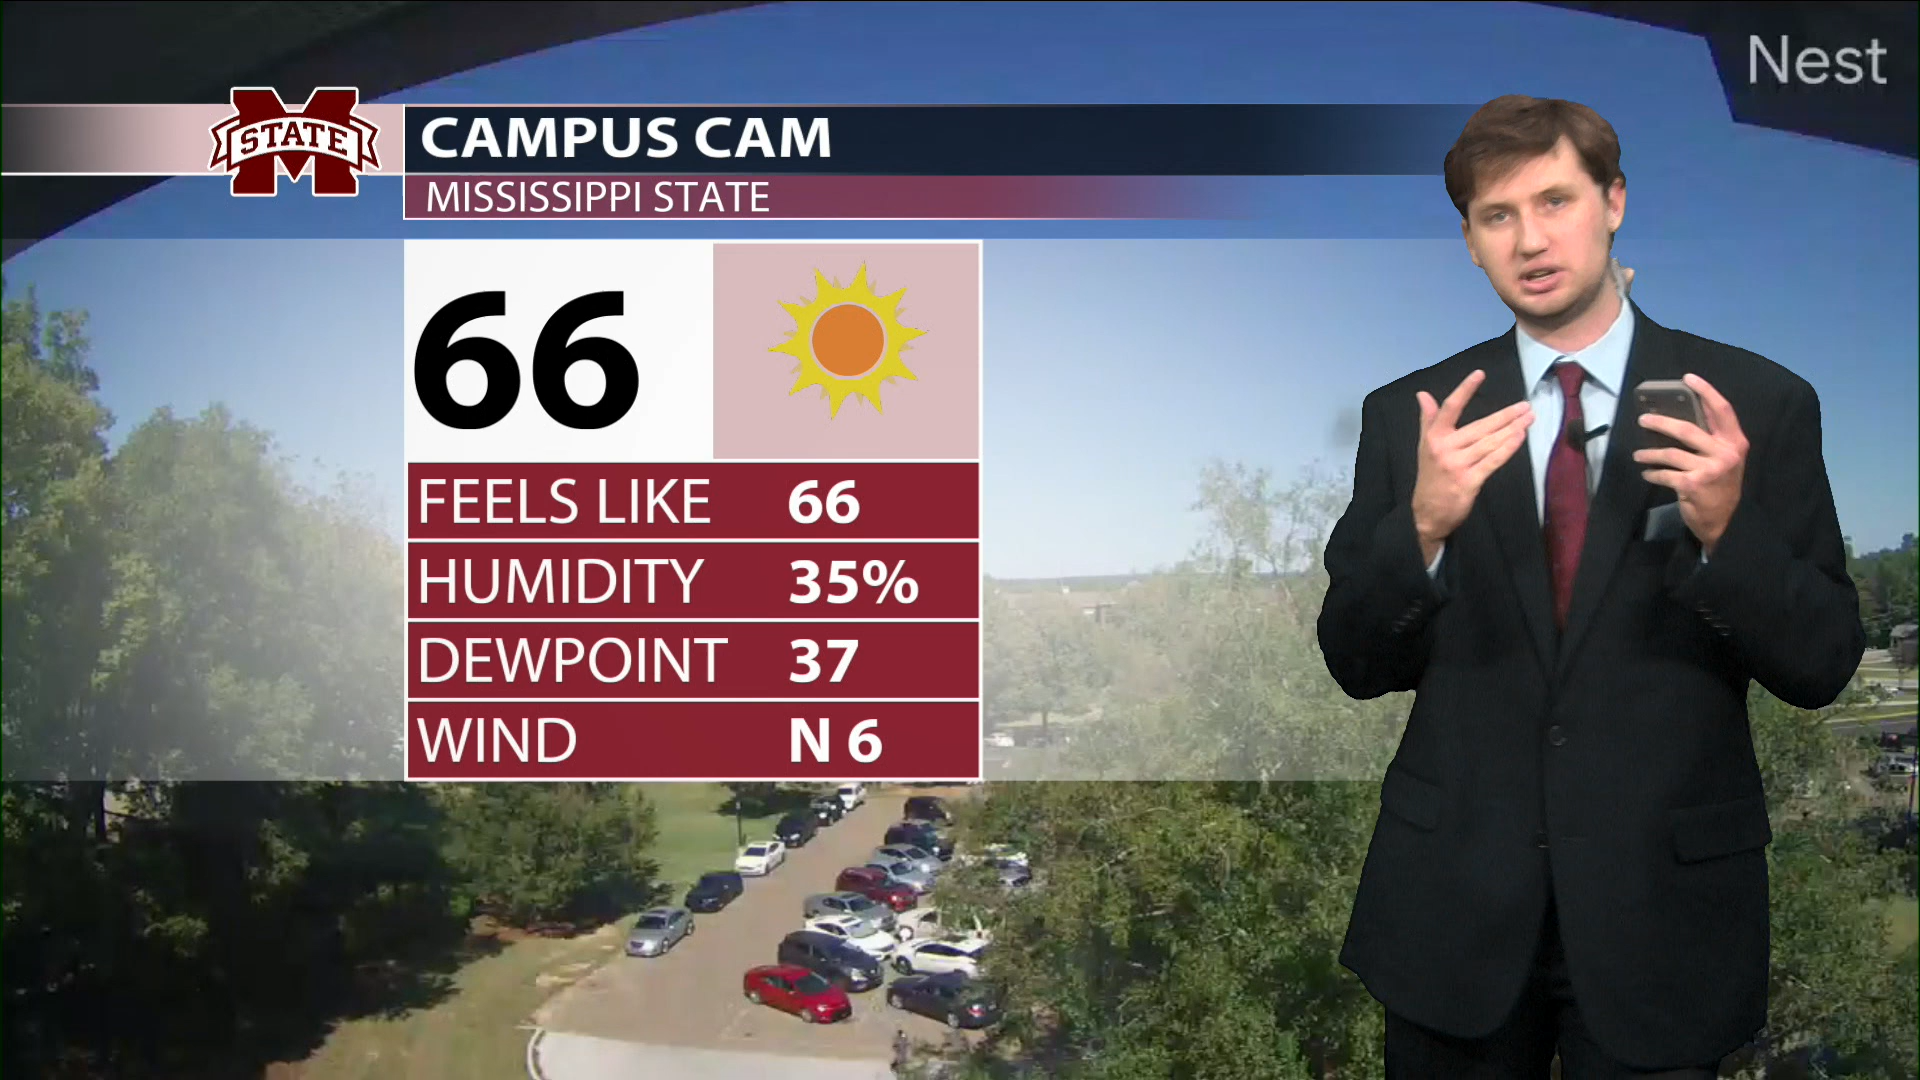 Nest
STATE
CAMPUS CAM
MISSISSIPPI STATE
66
FEELS LIKE 66
HUMIDITY 35%
DEWPOINT 37
WIND N 6